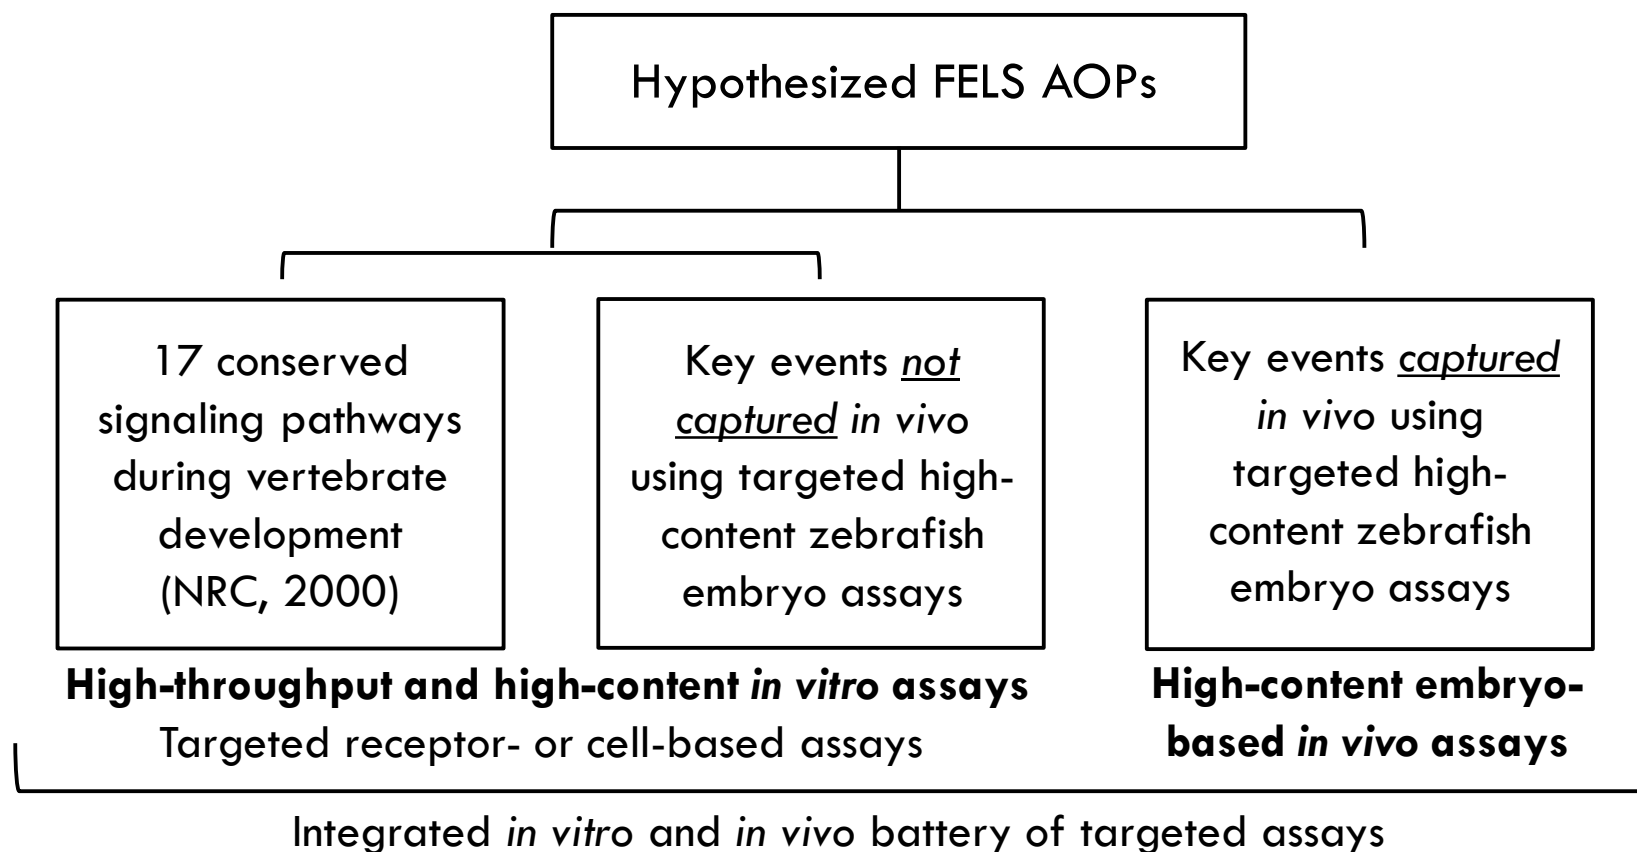 Hypothesized FELS AOPs
17 conserved
signaling pathways
during vertebrate
development
(NRC, 2000)
Key events not
captured in vivo
using targeted high-
content zebrafish
embryo assays
Key events captured
in vivo using
targeted high-
content zebrafish
embryo assays
High-throughput and high-content in vitro assays
Targeted receptor- or cell-based assays
High-content embryo-
based in vivo assays
Integrated in vitro and in vivo battery of targeted assays